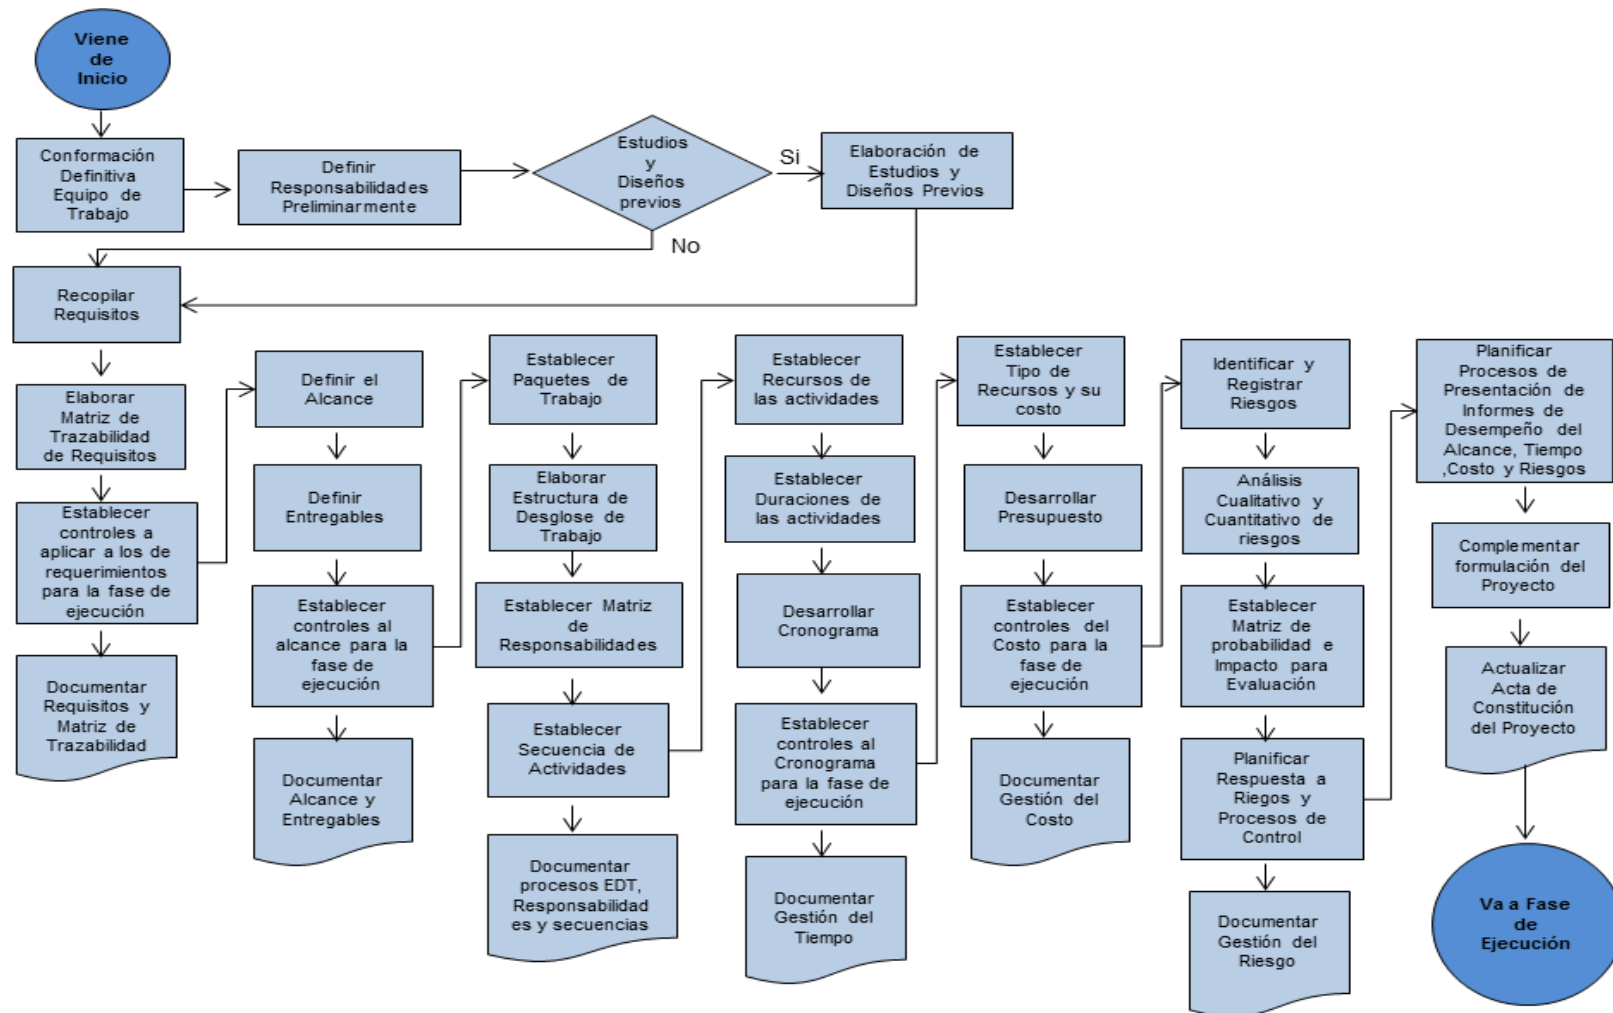 Viene
de
Inicio
Conformación
Definitiva
Equipo de
Trabajo
Definir
Responsabilidades
Preliminarmente
Estudios
y
Diseños
previos
Si
Elaboración de
Estudios y
Diseños Previos
No
Recopilar
Requisitos
Elaborar
Matriz de
Trazabilidad
de Requisitos
Establecer
controles a
aplicar a los de
requerimientos
para la fase de
ejecución
Documentar
Requisitos y
Matriz de
Trazabilidad
Definir el
Alcance
Definir
Entregables
Establecer
controles al
alcance para la
fase de
ejecución
Documentar
Alcance y
Entregables
Establecer
Paquetes de
Trabajo
Elaborar
Estructura de
Desglose de
Trabajo
Establecer Matriz
de
Responsabilidades
Establecer
Secuencia de
Actividades
Documentar
procesos EDT,
Responsabilidad
es y secuencias
Establecer
Recursos de
las actividades
Establecer
Duraciones de
las actividades
Desarrollar
Cronograma
Establecer
controles al
Cronograma
para la fase de
ejecución
Documentar
Gestión del
Tiempo
Establecer
Tipo de
Recursos y su
costo
Desarrollar
Presupuesto
Establecer
controles del
Costo para la
fase de
ejecución
Documentar
Gestión del
Costo
Identificar y
Registrar
Riesgos
Análisis
Cualitativo y
Cuantitativo de
riesgos
Establecer
Matriz de
probabilidad e
Impacto para
Evaluación
Planificar
Respuesta a
Riegos y
Procesos de
Control
Documentar
Gestión del
Riesgo
Planificar
Procesos de
Presentación de
Informes de
Desempeño del
Alcance, Tiempo
,Costo y Riesgos
Complementar
formulación del
Proyecto
Actualizar
Acta de
Constitución
del Proyecto
Va a Fase
de
Ejecución